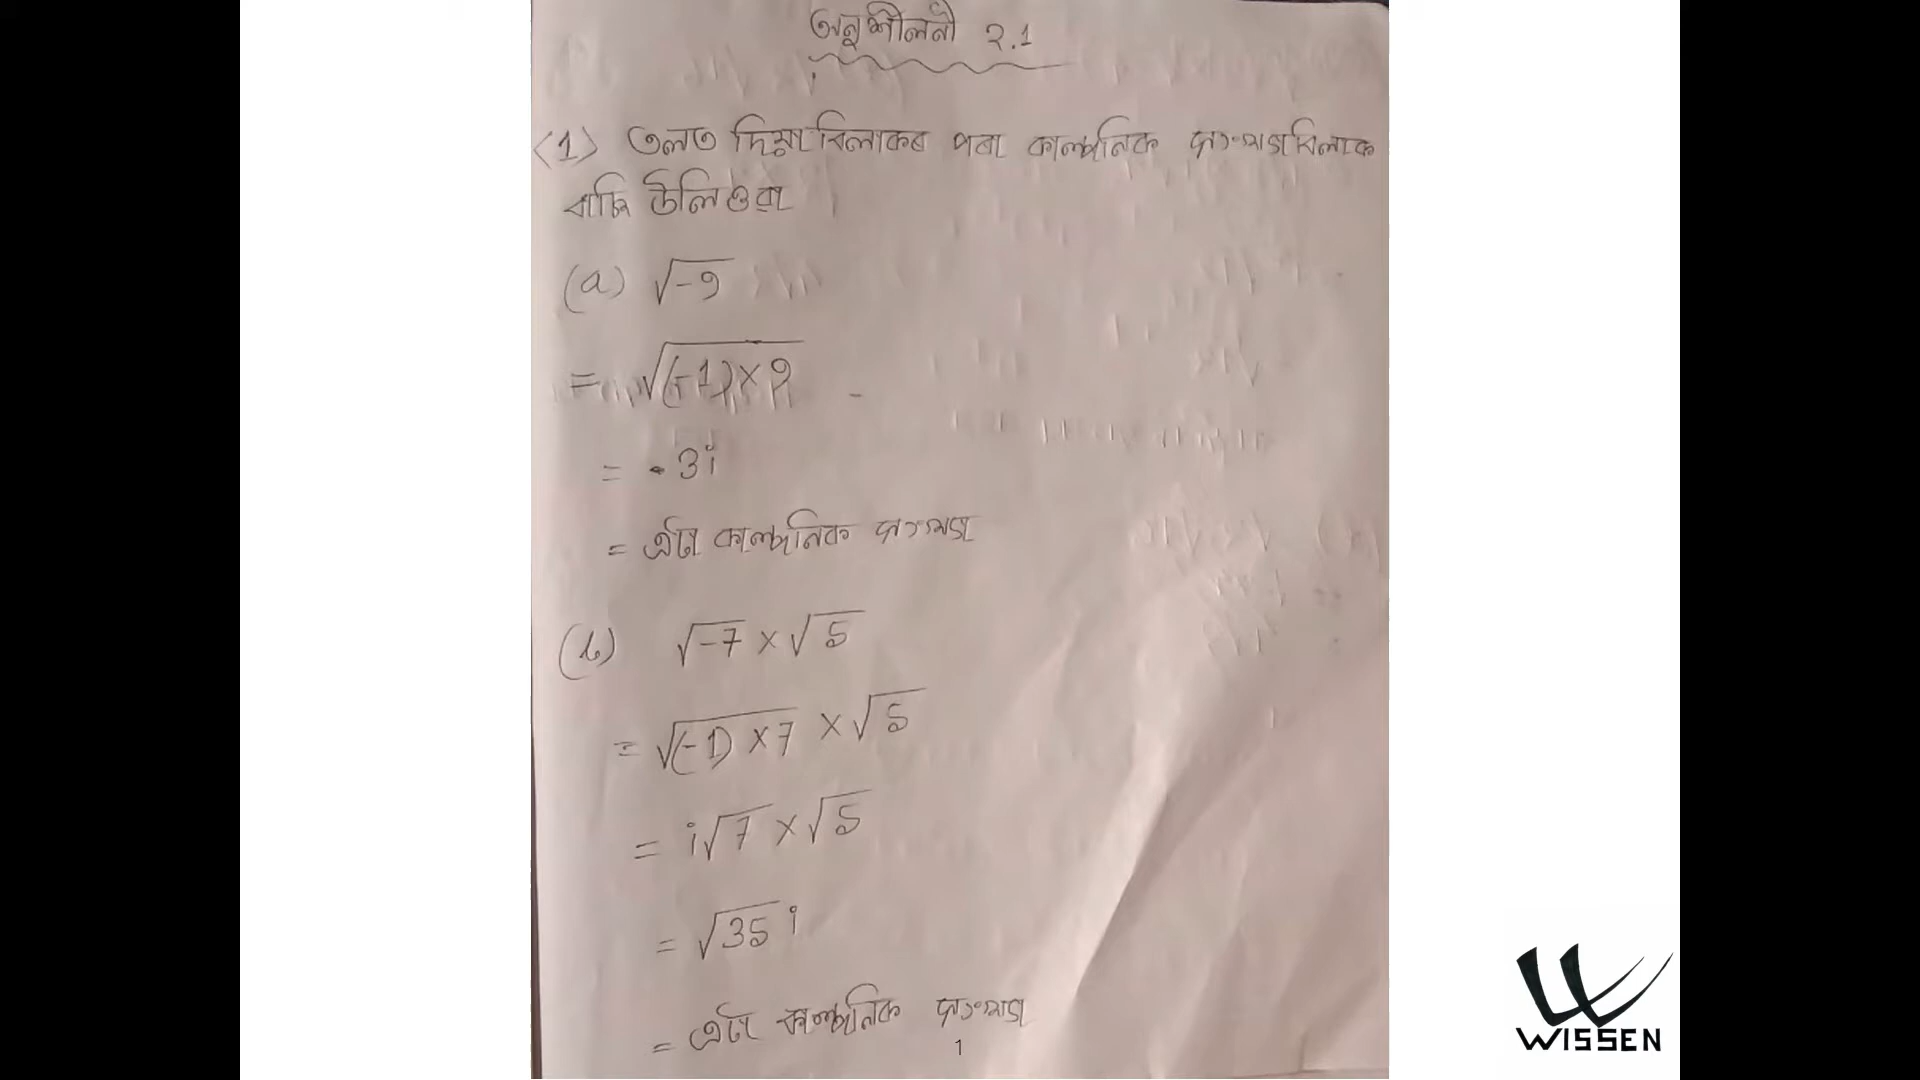 অনুশীলনী ২.1
(1) তলত দিয়াবিলাকৰ পৰা কাল্পনিক সংখ্যাবিলাক
বাছি উলিওৱা
(a) √-9
= √(-1)×9
= 3i
= এটা কাল্পনিক সংখ্যা
(b) √-7 × √5
= √(-1)×7 × √5
= i√7 × √5
= √35 i
= এটা কাল্পনিক সংখ্যা
1
WISSEN